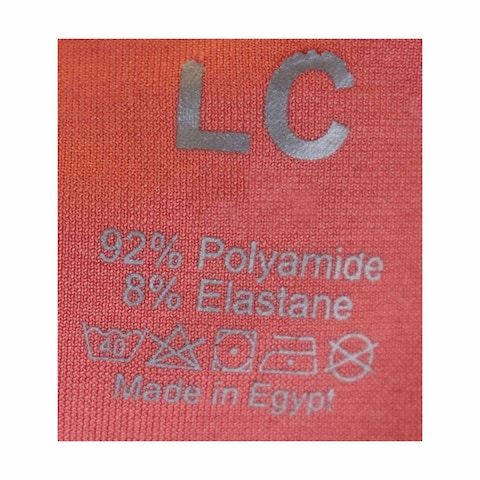 LC
92% Polyamide
8% Elastane
40
Made in Egypt